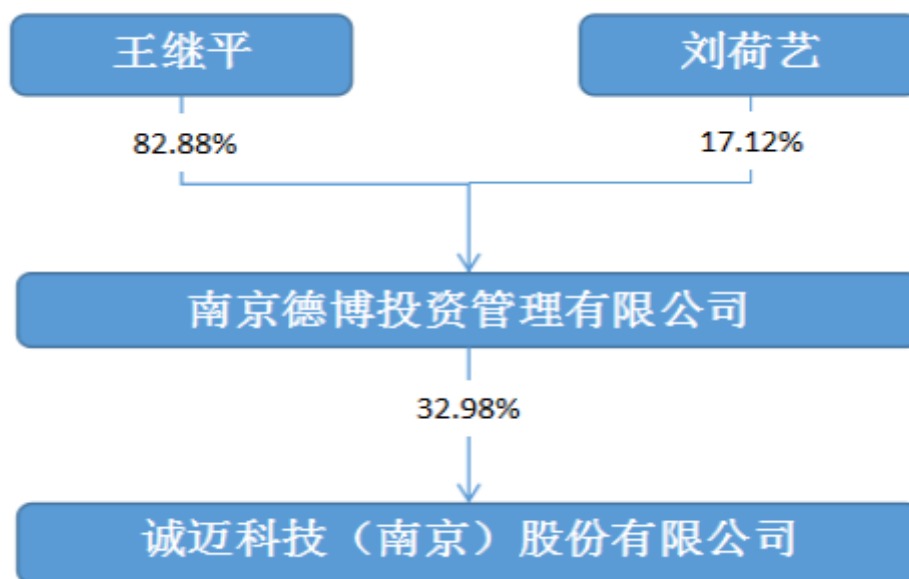 王继平
刘荷艺
82.88%
17.12%
南京德博投资管理有限公司
32.98%
诚迈科技（南京）股份有限公司